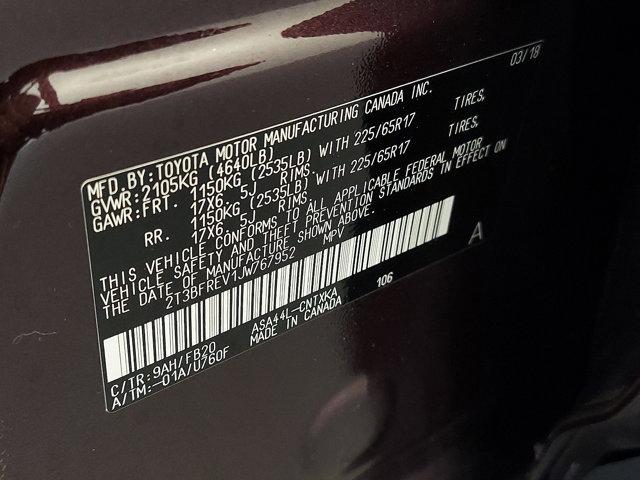 MFD.BY:TOYOTA MOTOR MANUFACTURING CANADA INC. 03/18
GVWR:2105KG (4640LB)
GAWR:FRT. 1150KG (2535LB) WITH 225/65R17 TIRES,
17X6. 5J RIMS,
RR. 1150KG (2535LB) WITH 225/65R17 TIRES,
17X6. 5J RIMS.
THIS VEHICLE CONFORMS TO ALL APPLICABLE FEDERAL MOTOR
VEHICLE SAFETY AND THEFT PREVENTION STANDARDS IN EFFECT ON
THE DATE OF MANUFACTURE SHOWN ABOVE.
2T3BFREV1JW767952 MPV A
106
C/TR:9AH/FB20 ASA44L-CNTXKA
A/TM:-01A/U760F MADE IN CANADA